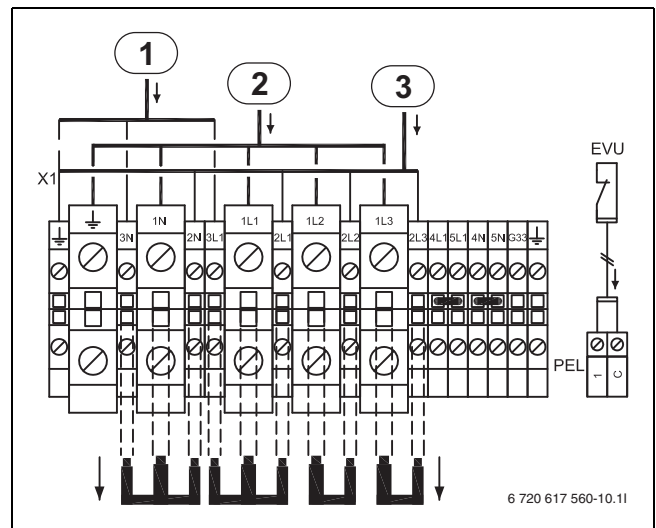 1
2
3
EVU
X1
⏚ ⏚ 3N 1N 2N 3L1 1L1 2L1 1L2 2L2 1L3 2L3 4L1 5L1 4N 5N G33 ⏚
PEL
1 C
6 720 617 560-10.1I